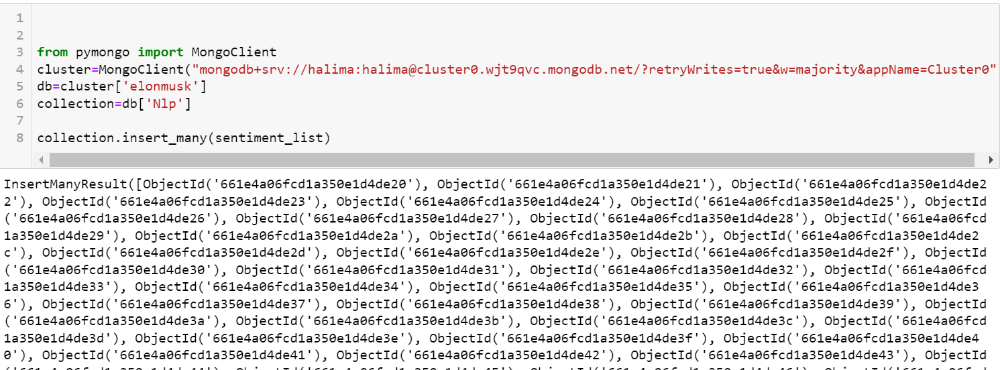 1
2
3 from pymongo import MongoClient
4 cluster=MongoClient("mongodb+srv://halima:halima@cluster0.wjt9qvc.mongodb.net/?retryWrites=true&w=majority&appName=Cluster0"
5 db=cluster['elonmusk']
6 collection=db['Nlp']
7
8 collection.insert_many(sentiment_list)
InsertManyResult([ObjectId('661e4a06fcd1a350e1d4de20'), ObjectId('661e4a06fcd1a350e1d4de21'), ObjectId('661e4a06fcd1a350e1d4de2
2'), ObjectId('661e4a06fcd1a350e1d4de23'), ObjectId('661e4a06fcd1a350e1d4de24'), ObjectId('661e4a06fcd1a350e1d4de25'), ObjectId
('661e4a06fcd1a350e1d4de26'), ObjectId('661e4a06fcd1a350e1d4de27'), ObjectId('661e4a06fcd1a350e1d4de28'), ObjectId('661e4a06fcd
1a350e1d4de29'), ObjectId('661e4a06fcd1a350e1d4de2a'), ObjectId('661e4a06fcd1a350e1d4de2b'), ObjectId('661e4a06fcd1a350e1d4de2
c'), ObjectId('661e4a06fcd1a350e1d4de2d'), ObjectId('661e4a06fcd1a350e1d4de2e'), ObjectId('661e4a06fcd1a350e1d4de2f'), ObjectId
('661e4a06fcd1a350e1d4de30'), ObjectId('661e4a06fcd1a350e1d4de31'), ObjectId('661e4a06fcd1a350e1d4de32'), ObjectId('661e4a06fcd
1a350e1d4de33'), ObjectId('661e4a06fcd1a350e1d4de34'), ObjectId('661e4a06fcd1a350e1d4de35'), ObjectId('661e4a06fcd1a350e1d4de3
6'), ObjectId('661e4a06fcd1a350e1d4de37'), ObjectId('661e4a06fcd1a350e1d4de38'), ObjectId('661e4a06fcd1a350e1d4de39'), ObjectId
('661e4a06fcd1a350e1d4de3a'), ObjectId('661e4a06fcd1a350e1d4de3b'), ObjectId('661e4a06fcd1a350e1d4de3c'), ObjectId('661e4a06fcd
1a350e1d4de3d'), ObjectId('661e4a06fcd1a350e1d4de3e'), ObjectId('661e4a06fcd1a350e1d4de3f'), ObjectId('661e4a06fcd1a350e1d4de4
0'), ObjectId('661e4a06fcd1a350e1d4de41'), ObjectId('661e4a06fcd1a350e1d4de42'), ObjectId('661e4a06fcd1a350e1d4de43'), ObjectId